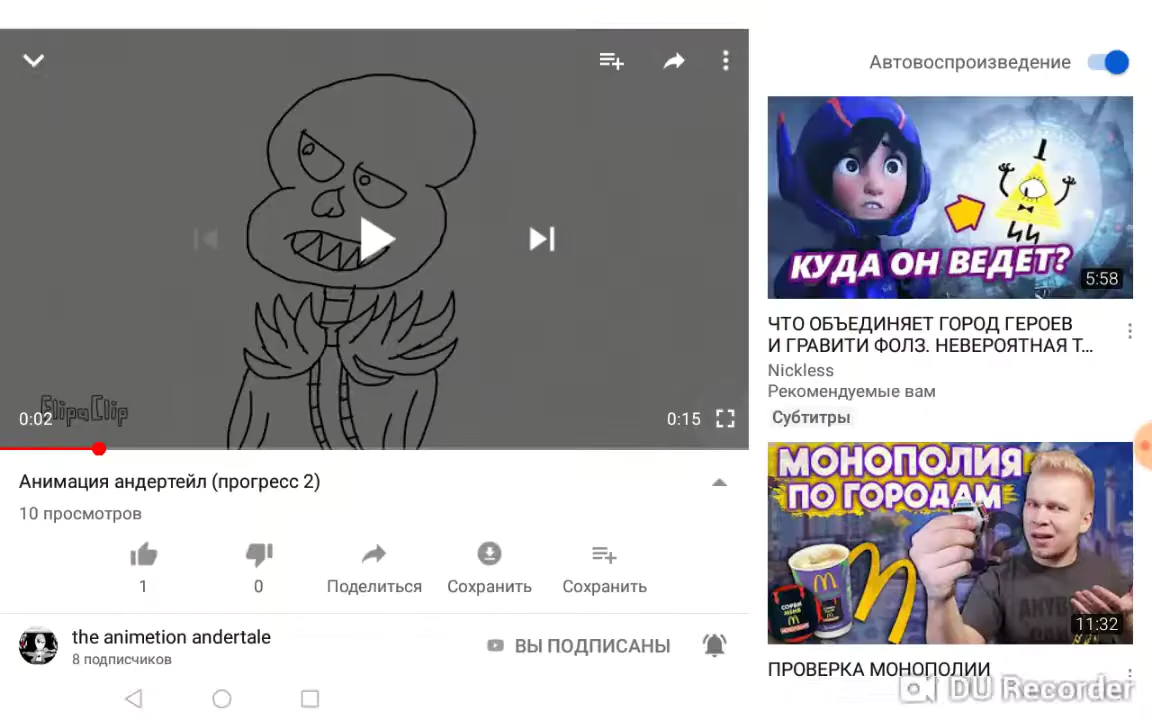 Автовоспроизведение
FlipaClip
0:02
0:15
Анимация андертейл (прогресс 2)
10 просмотров
1
0
Поделиться
Сохранить
Сохранить
the animetion andertale
8 подписчиков
ВЫ ПОДПИСАНЫ
КУДА ОН ВЕДЕТ?
5:58
ЧТО ОБЪЕДИНЯЕТ ГОРОД ГЕРОЕВ
И ГРАВИТИ ФОЛЗ. НЕВЕРОЯТНАЯ Т...
Nickless
Рекомендуемые вам
Субтитры
МОНОПОЛИЯ
ПО ГОРОДАМ
11:32
ПРОВЕРКА МОНОПОЛИИ
DU Recorder